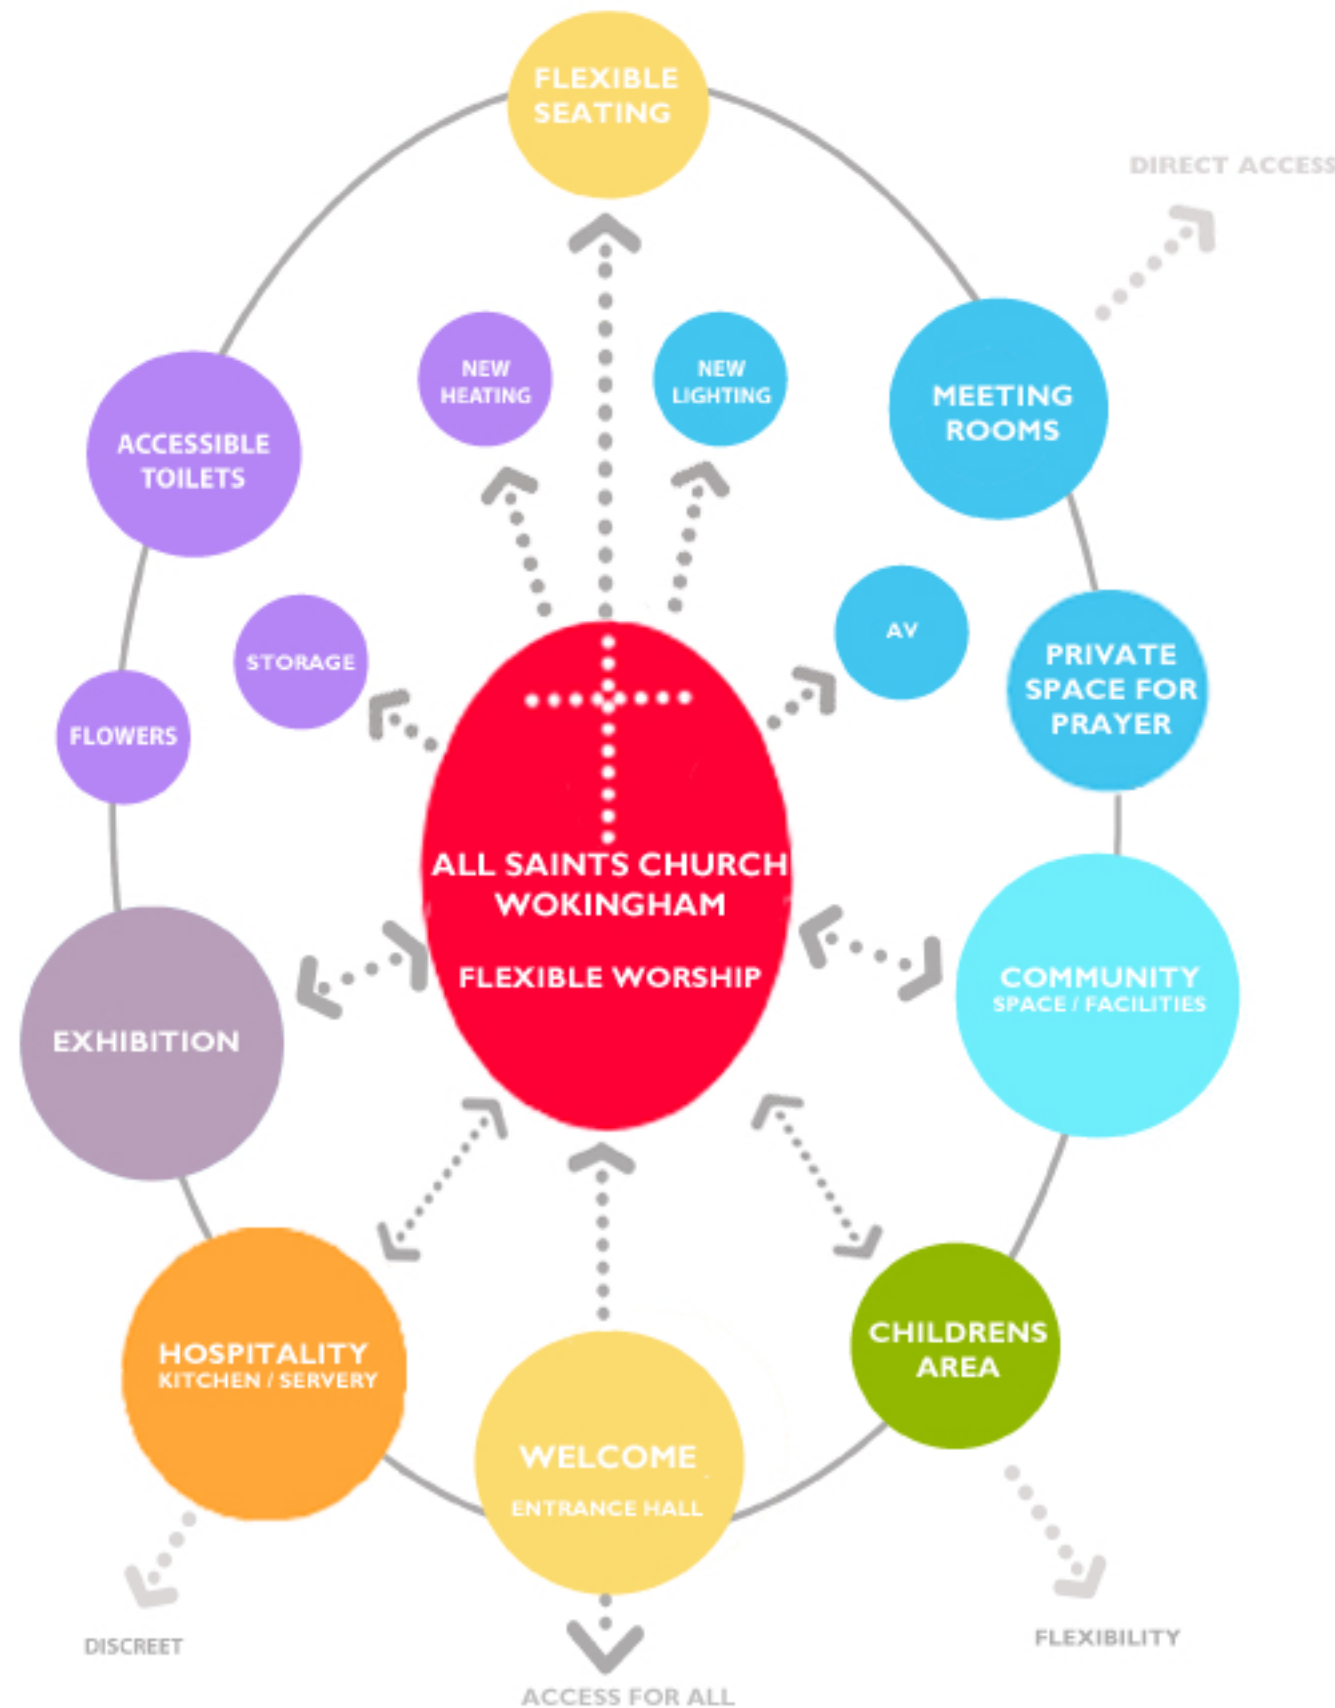 FLEXIBLE
SEATING
DIRECT ACCESS
NEW
HEATING
NEW
LIGHTING
MEETING
ROOMS
ACCESSIBLE
TOILETS
STORAGE
AV
PRIVATE
SPACE FOR
PRAYER
FLOWERS
ALL SAINTS CHURCH
WOKINGHAM
FLEXIBLE WORSHIP
COMMUNITY
SPACE / FACILITIES
EXHIBITION
HOSPITALITY
KITCHEN / SERVERY
CHILDRENS
AREA
WELCOME
ENTRANCE HALL
DISCREET
FLEXIBILITY
ACCESS FOR ALL